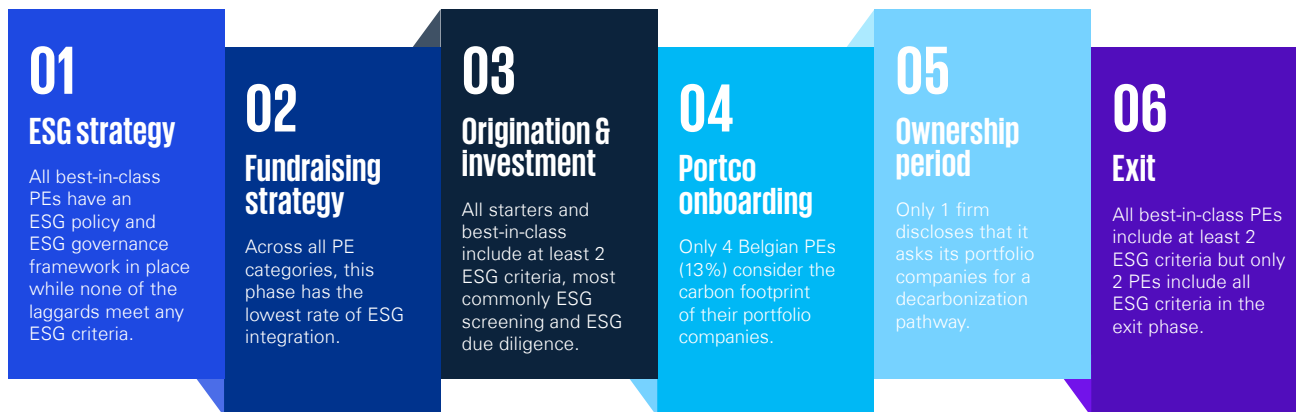 01
ESG strategy
All best-in-class
PEs have an
ESG policy and
ESG governance
framework in place
while none of the
laggards meet any
ESG criteria.
02
Fundraising
strategy
Across all PE
categories, this
phase has the
lowest rate of ESG
integration.
03
Origination &
investment
All starters and
best-in-class
include at least 2
ESG criteria, most
commonly ESG
screening and ESG
due diligence.
04
Portco
onboarding
Only 4 Belgian PEs
(13%) consider the
carbon footprint
of their portfolio
companies.
05
Ownership
period
Only 1 firm
discloses that it
asks its portfolio
companies for a
decarbonization
pathway.
06
Exit
All best-in-class PEs
include at least 2
ESG criteria but only
2 PEs include all
ESG criteria in the
exit phase.